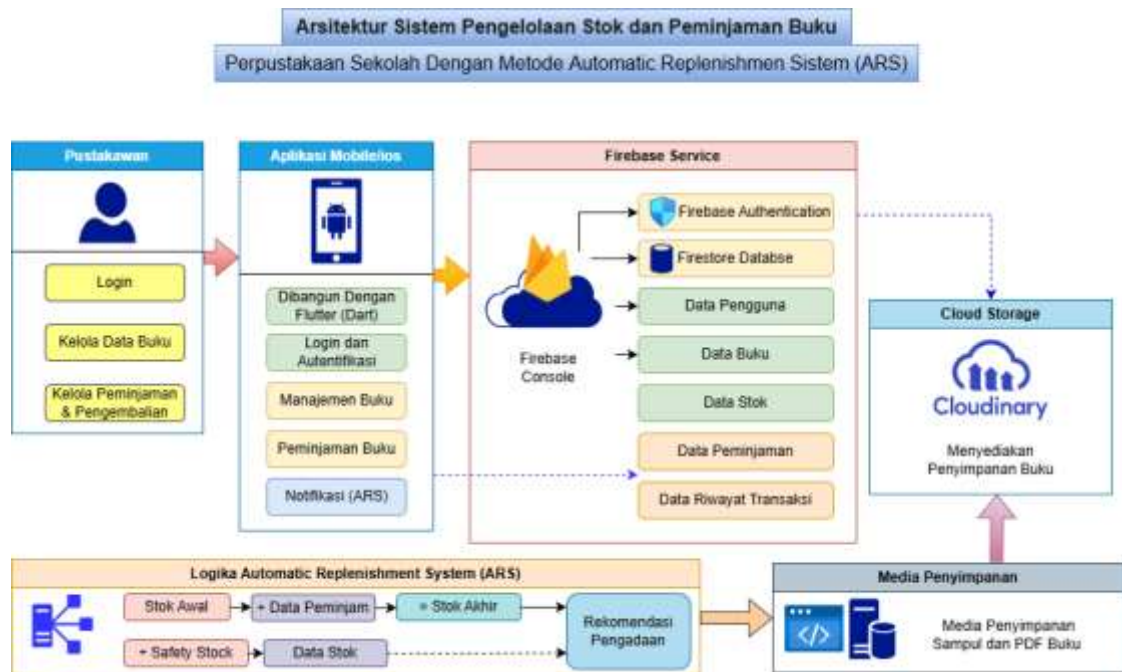 Arsitektur Sistem Pengelolaan Stok dan Peminjaman Buku
Perpustakaan Sekolah Dengan Metode Automatic Replenishmen Sistem (ARS)
Pustakawan
Login
Kelola Data Buku
Kelola Peminjaman
& Pengembalian
Aplikasi Mobile/ios
Dibangun Dengan
Flutter (Dart)
Login dan
Autentifikasi
Manajemen Buku
Peminjaman Buku
Notifikasi (ARS)
Firebase Service
Firebase
Console
Firebase Authentication
Firestore Databse
Data Pengguna
Data Buku
Data Stok
Data Peminjaman
Data Riwayat Transaksi
Cloud Storage
Cloudinary
Menyediakan
Penyimpanan Buku
Logika Automatic Replenishment System (ARS)
Stok Awal
+ Data Peminjam
= Stok Akhir
+ Safety Stock
Data Stok
Rekomendasi
Pengadaan
Media Penyimpanan
</>
Media Penyimpanan
Sampul dan PDF Buku